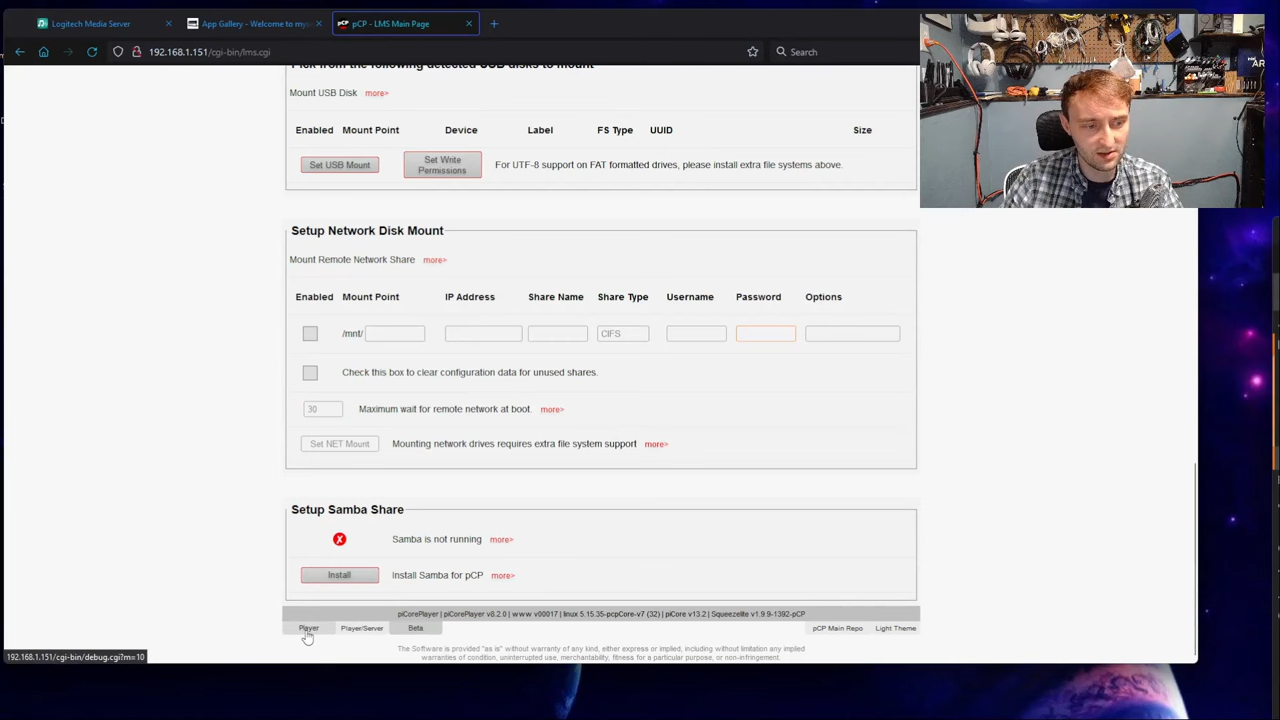 Logitech Media Server
App Gallery - Welcome to mys
pCP - LMS Main Page
192.168.1.151/cgi-bin/lms.cgi
Search
Pick from the following detected USB disks to mount
Mount USB Disk more>
Enabled Mount Point Device Label FS Type UUID Size
Set USB Mount Set Write Permissions For UTF-8 support on FAT formatted drives, please install extra file systems above.
Setup Network Disk Mount
Mount Remote Network Share more>
Enabled Mount Point IP Address Share Name Share Type Username Password Options
/mnt/ CIFS
Check this box to clear configuration data for unused shares.
30 Maximum wait for remote network at boot. more>
Set NET Mount Mounting network drives requires extra file system support more>
Setup Samba Share
X Samba is not running more>
Install Install Samba for pCP more>
piCorePlayer | piCorePlayer v8.2.0 | www v00017 | linux 5.15.35-pcpCore-v7 (32) | piCore v13.2 | Squeezelite v1.9.9-1392-pCP
Player Player/Server Beta pCP Main Repo Light Theme
The Software is provided "as is" without warranty of any kind, either express or implied, including without limitation any
warranties of condition, uninterrupted use, merchantability, fitness for a particular purpose, or non-infringement.
192.168.1.151/cgi-bin/debug.cgi?m=10